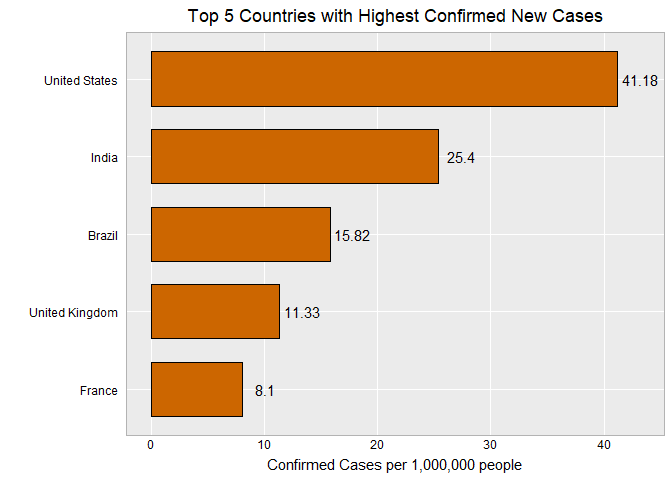 Top 5 Countries with Highest Confirmed New Cases
United States
41.18
India
25.4
Brazil
15.82
United Kingdom
11.33
France
8.1
0 10 20 30 40
Confirmed Cases per 1,000,000 people